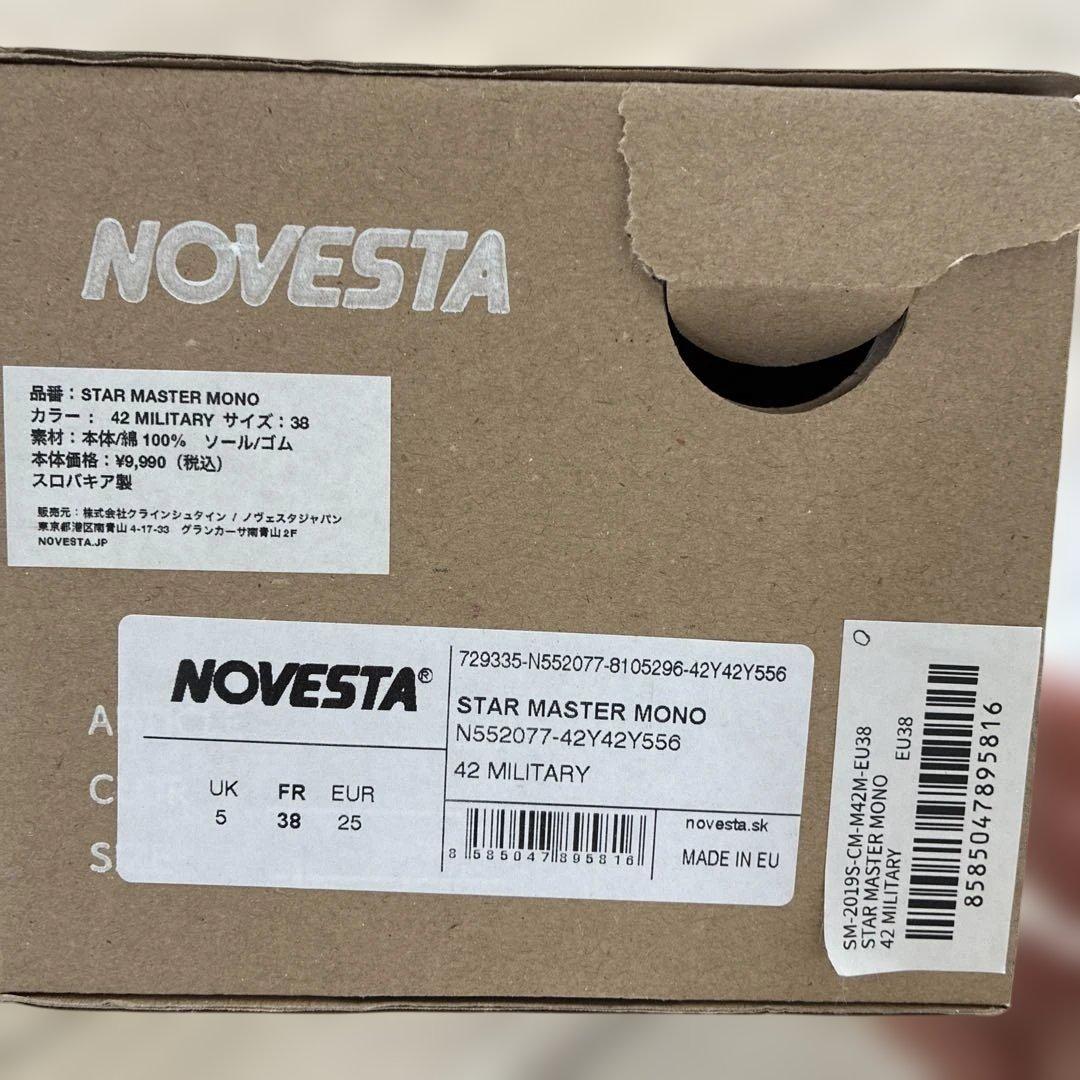 NOVESTA
品番：STAR MASTER MONO
カラー： 42 MILITARY サイズ：38
素材：本体/綿 100% ソール/ゴム
本体価格：¥9,990（税込）
スロバキア製
販売元：株式会社クラインシュタイン / ノヴェスタジャパン
東京都港区南青山 4-17-33 グランカーサ南青山 2F
NOVESTA.JP
A
C
S
NOVESTA®
UK FR EUR
5 38 25
729335-N552077-8105296-42Y42Y556
STAR MASTER MONO
N552077-42Y42Y556
42 MILITARY
8 585047 895816
novesta.sk
MADE IN EU
SM-2019S-CM-M42M-EU38
STAR MASTER MONO
42 MILITARY
EU38
8585047895816